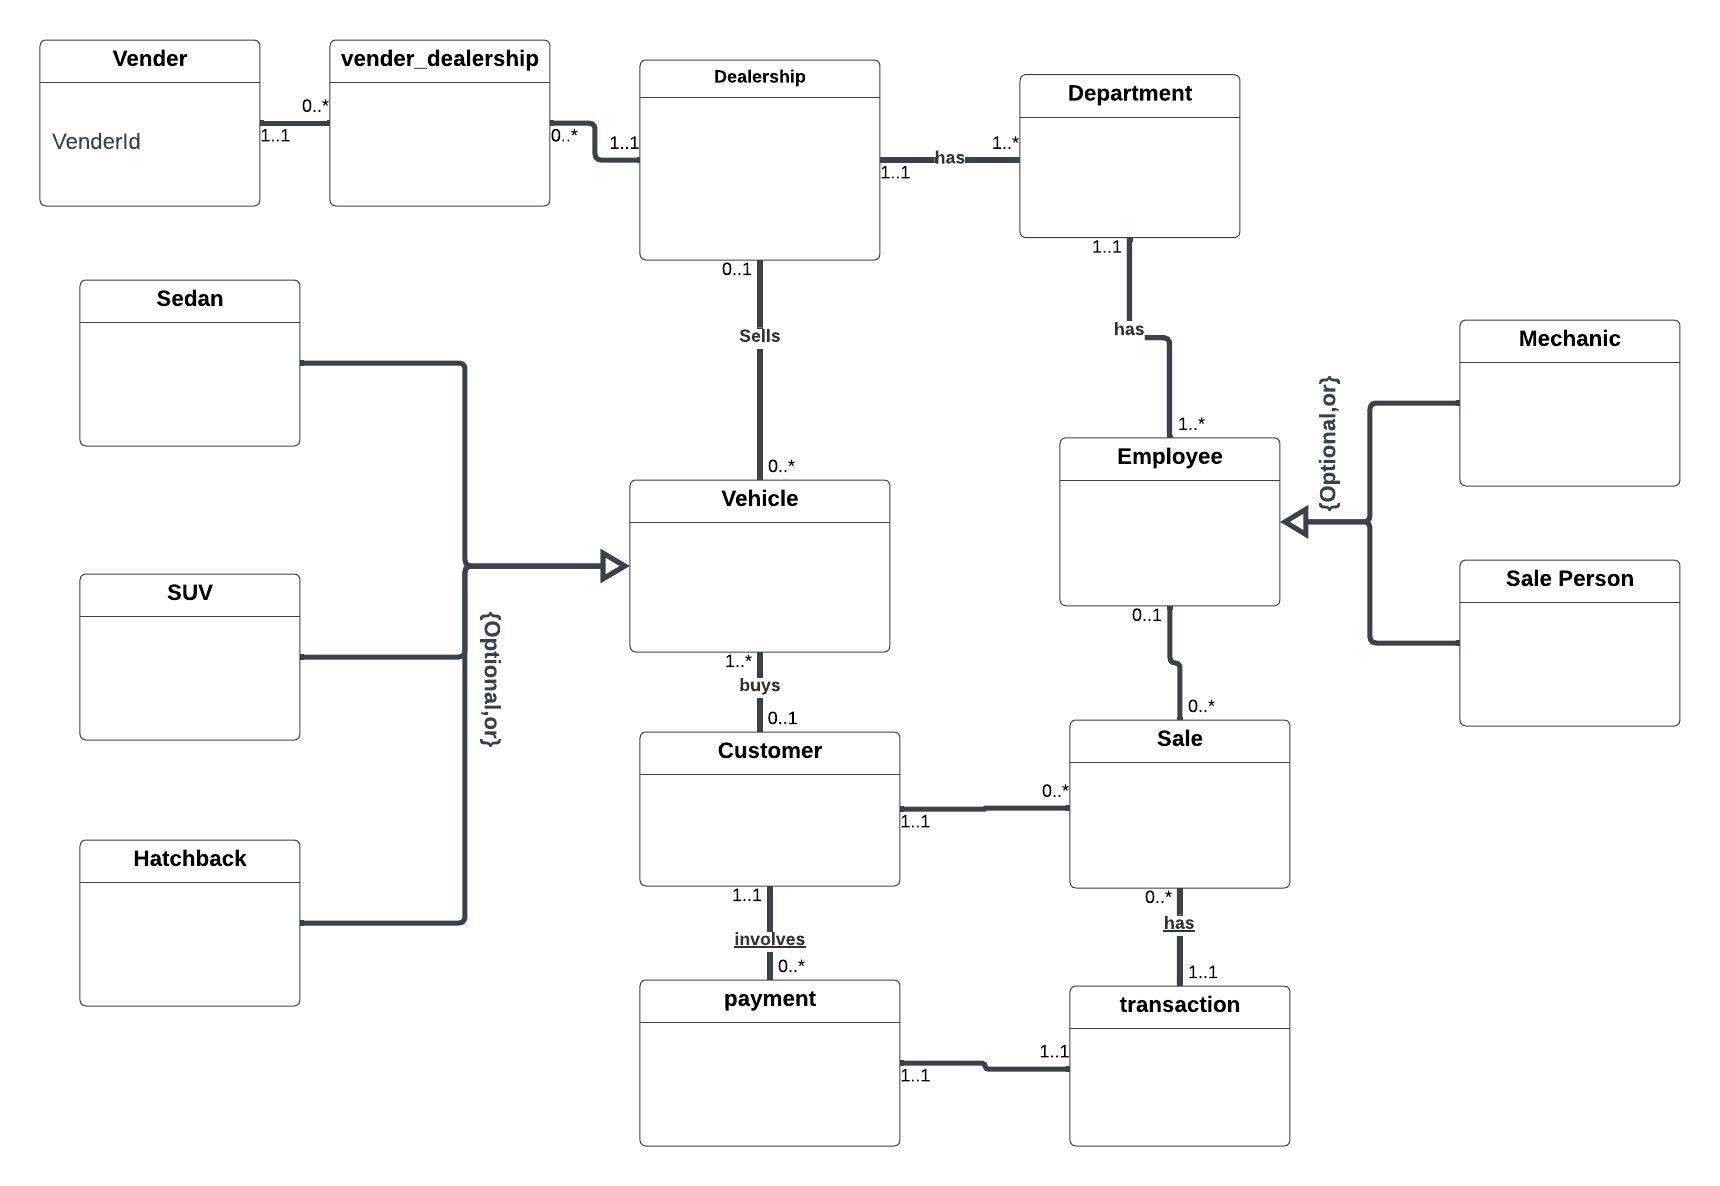 Vender
vender_dealership
Dealership
Department
VenderId
0..*
1..1
0..*
1..1
has
1..*
1..1
1..1
0..1
Sedan
Sells
has
Mechanic
{Optional,or}
1..*
0..*
Employee
Vehicle
SUV
Sale Person
{Optional,or}
0..1
1..*
buys
0..1
0..*
Customer
Sale
0..*
1..1
Hatchback
1..1
0..*
involves
has
0..*
1..1
payment
transaction
1..1
1..1